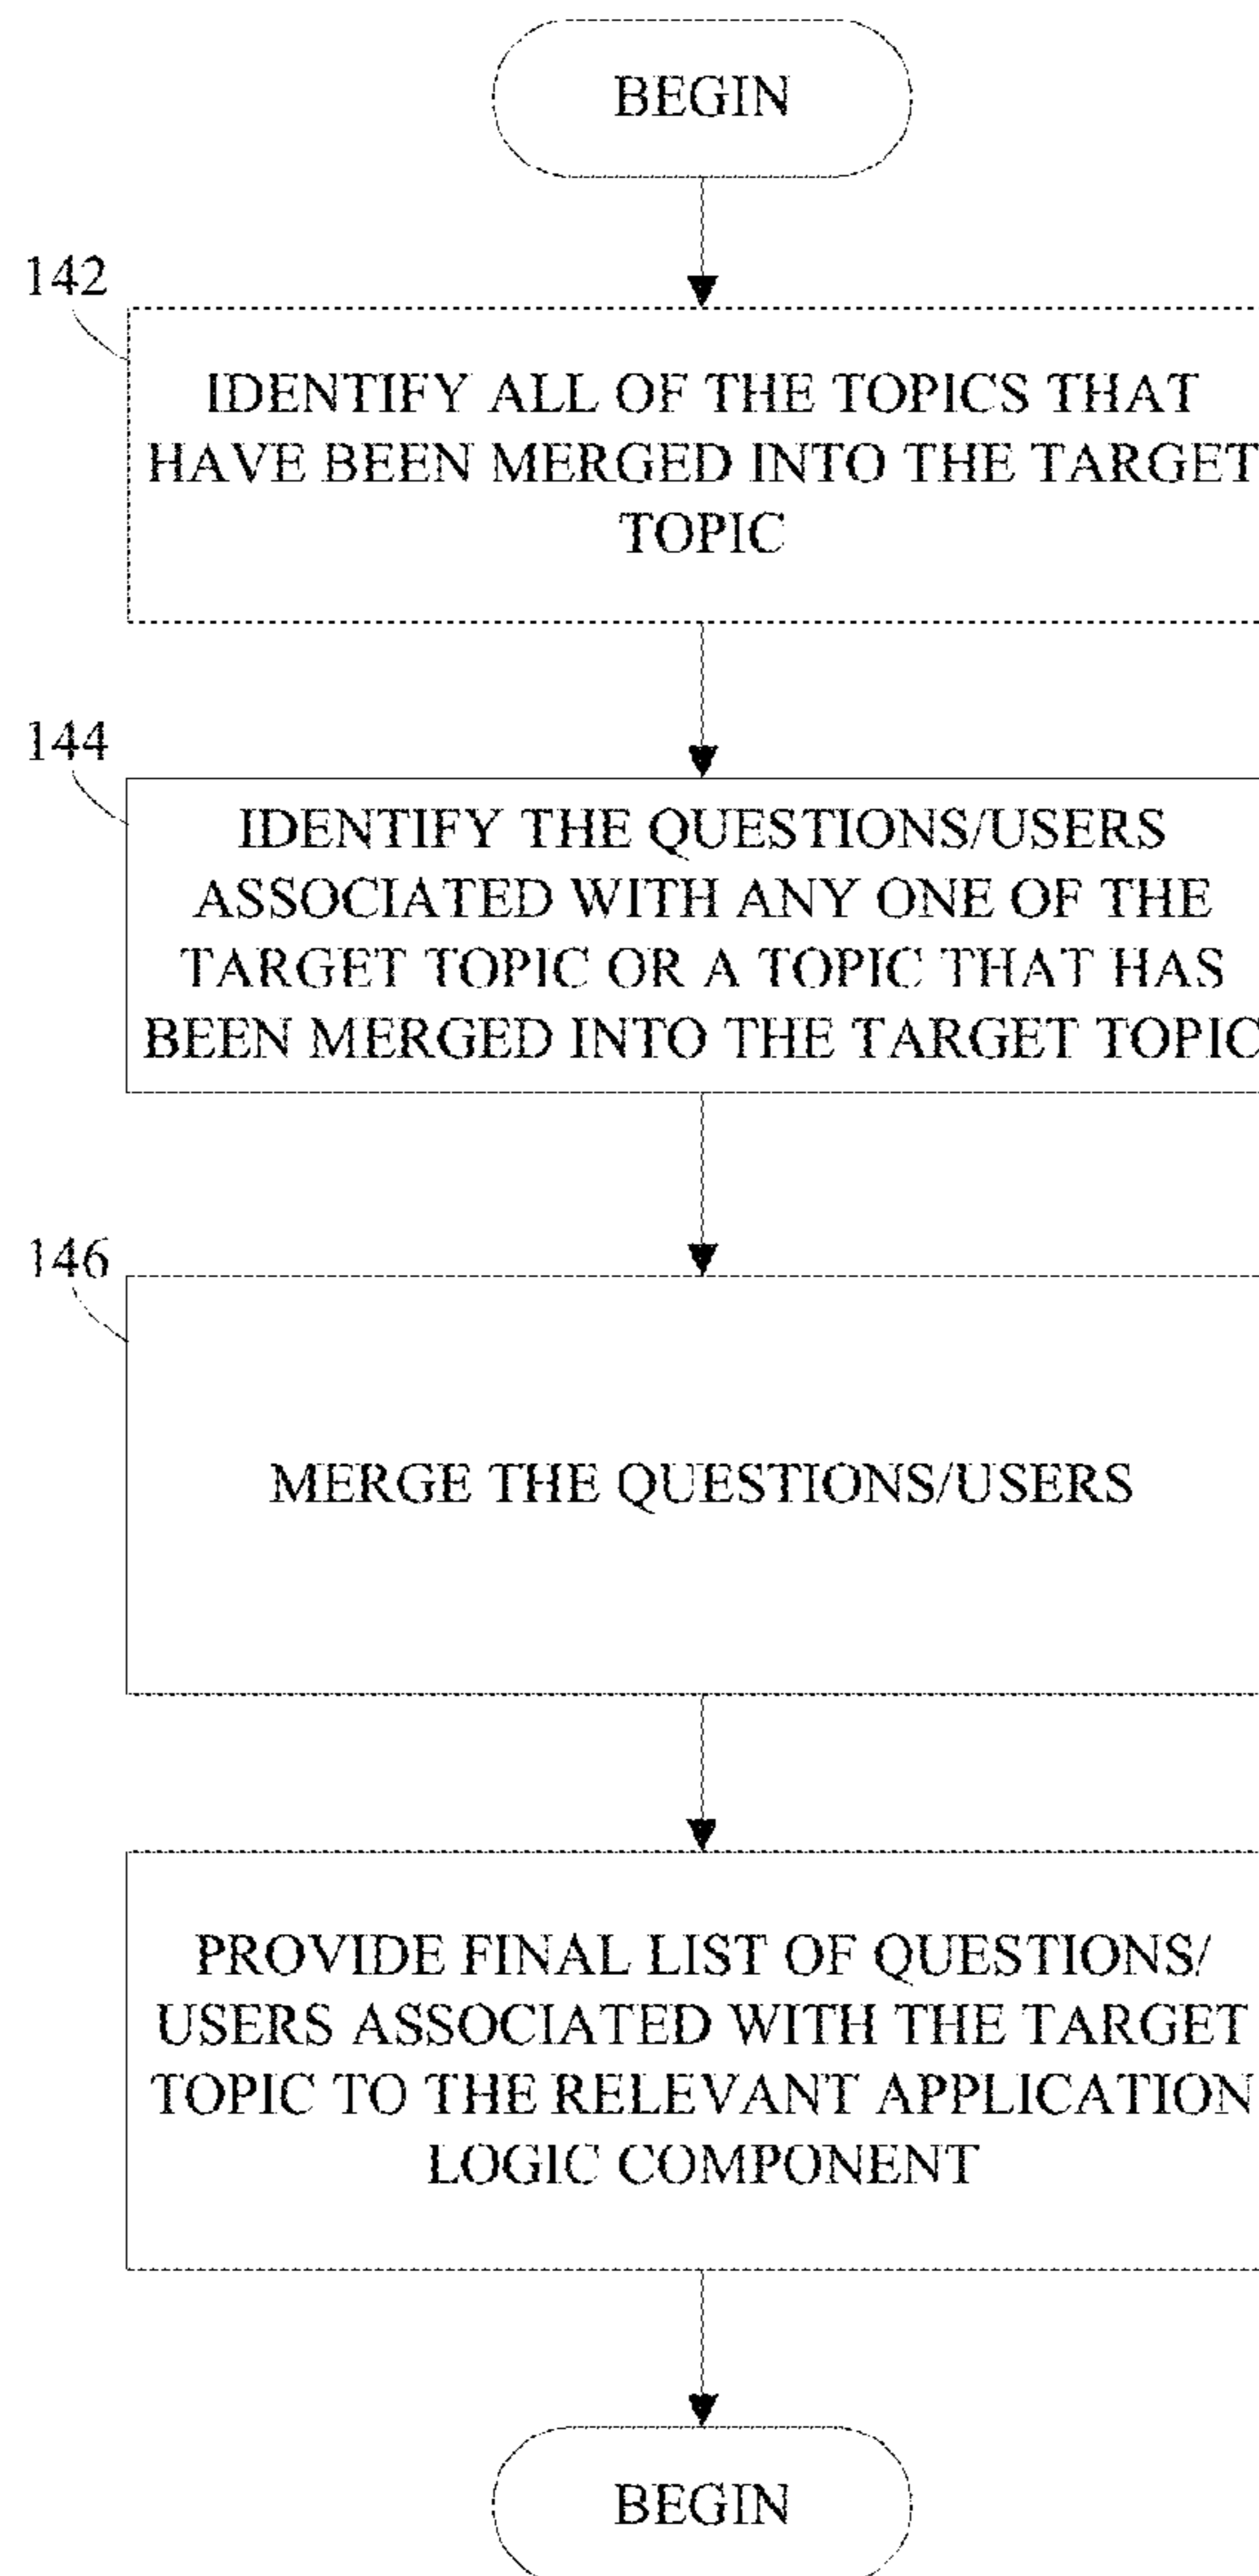 BEGIN
142
IDENTIFY ALL OF THE TOPICS THAT
HAVE BEEN MERGED INTO THE TARGET
TOPIC
144
IDENTIFY THE QUESTIONS/USERS
ASSOCIATED WITH ANY ONE OF THE
TARGET TOPIC OR A TOPIC THAT HAS
BEEN MERGED INTO THE TARGET TOPIC
146
MERGE THE QUESTIONS/USERS
PROVIDE FINAL LIST OF QUESTIONS/
USERS ASSOCIATED WITH THE TARGET
TOPIC TO THE RELEVANT APPLICATION
LOGIC COMPONENT
BEGIN